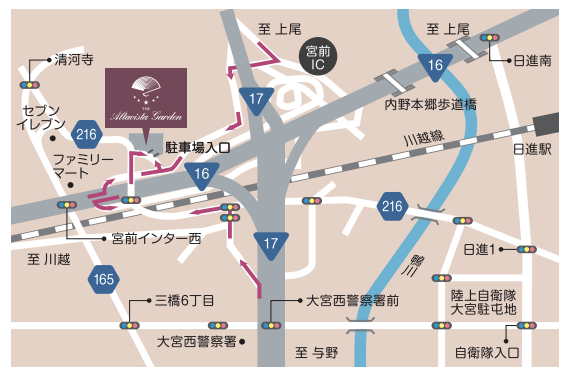 至 上尾
至 上尾
宮前
IC
清河寺
日進南
16
17
セブン
イレブン
216
THE
Altavista Garden
内野本郷歩道橋
川越線
日進駅
駐車場入口
ファミリー
マート
16
216
宮前インター西
17
至 川越
鴨川
日進1
165
三橋6丁目
大宮西警察署前
陸上自衛隊
大宮駐屯地
大宮西警察署
至 与野
自衛隊入口